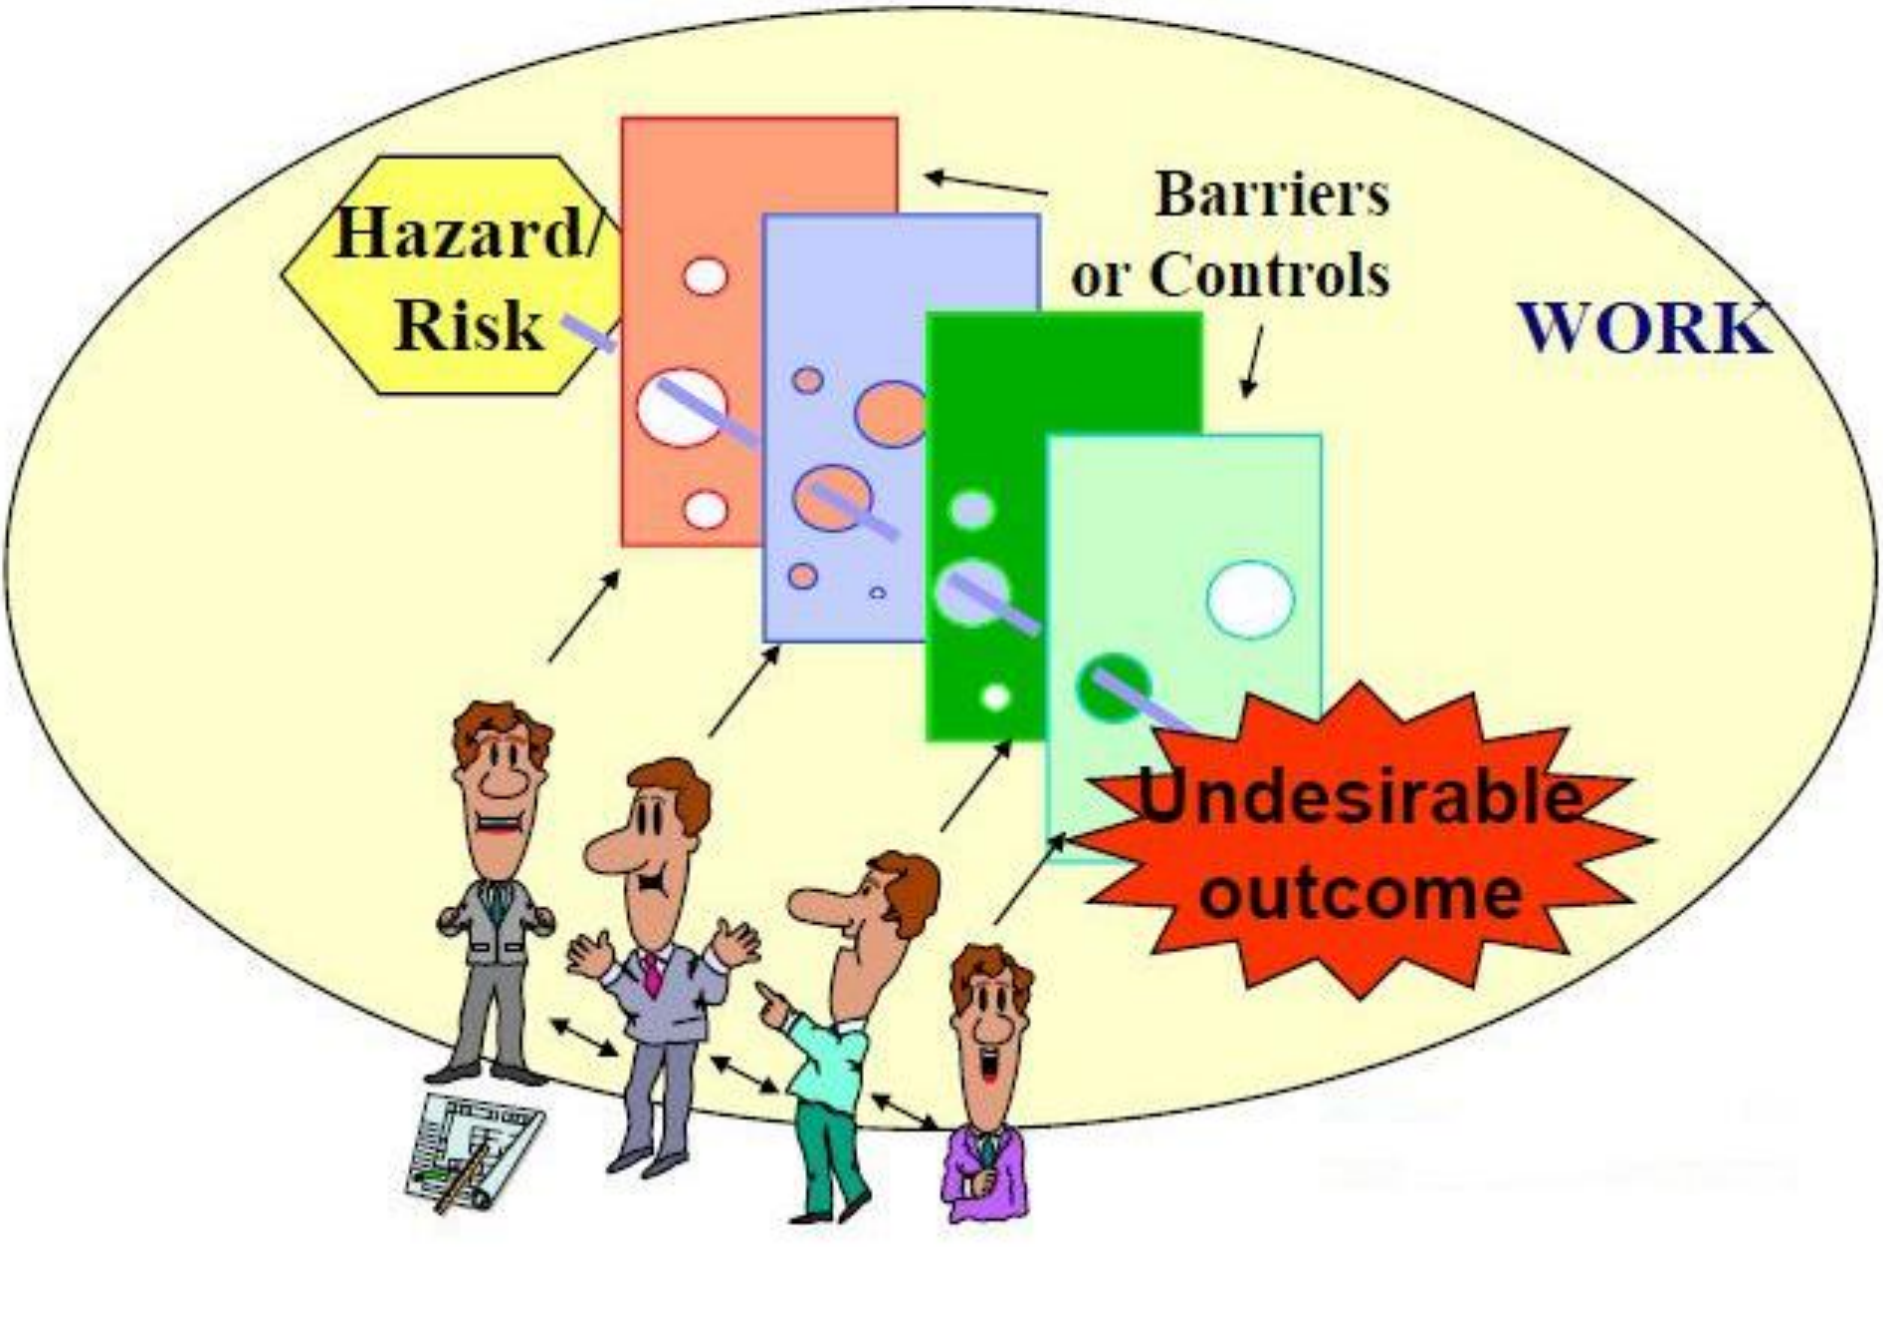 Hazard/
Risk
Barriers
or Controls
WORK
Undesirable
outcome